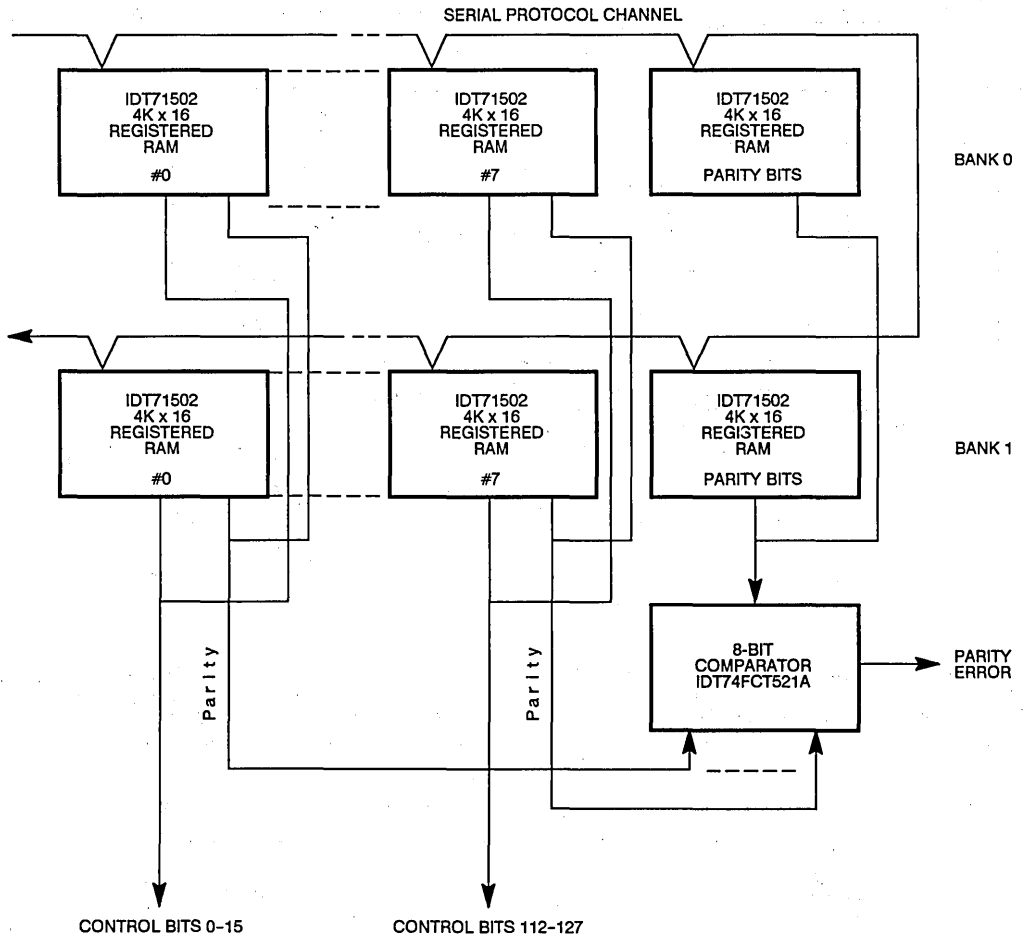 SERIAL PROTOCOL CHANNEL
IDT71502
4K x 16
REGISTERED
RAM
#0
IDT71502
4K x 16
REGISTERED
RAM
#7
IDT71502
4K x 16
REGISTERED
RAM
PARITY BITS
BANK 0
IDT71502
4K x 16
REGISTERED
RAM
#0
IDT71502
4K x 16
REGISTERED
RAM
#7
IDT71502
4K x 16
REGISTERED
RAM
PARITY BITS
BANK 1
Parity
Parity
8-BIT
COMPARATOR
IDT74FCT521A
PARITY
ERROR
CONTROL BITS 0-15
CONTROL BITS 112-127